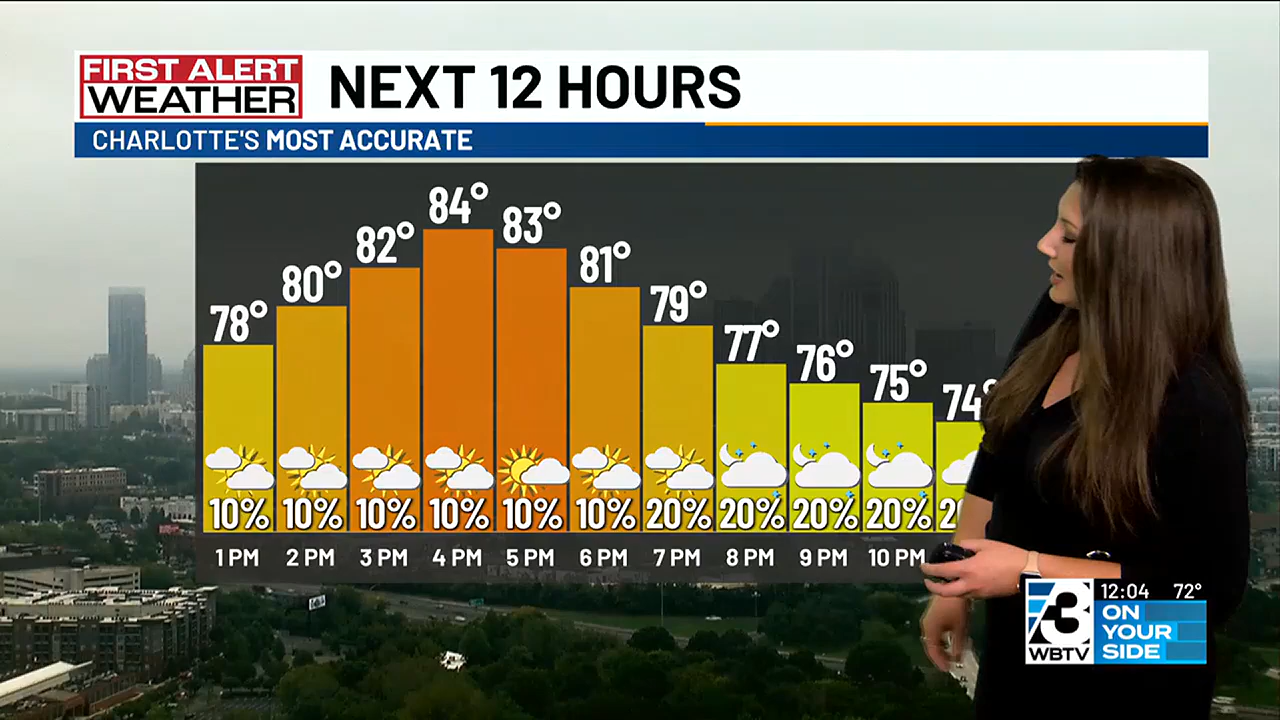 FIRST ALERT
WEATHER
NEXT 12 HOURS
CHARLOTTE'S MOST ACCURATE
78° 80° 82° 84° 83° 81° 79° 77° 76° 75° 74°
10% 10% 10% 10% 10% 10% 20% 20% 20% 20%
1 PM 2 PM 3 PM 4 PM 5 PM 6 PM 7 PM 8 PM 9 PM 10 PM
3
WBTV
12:04 72°
ON
YOUR
SIDE